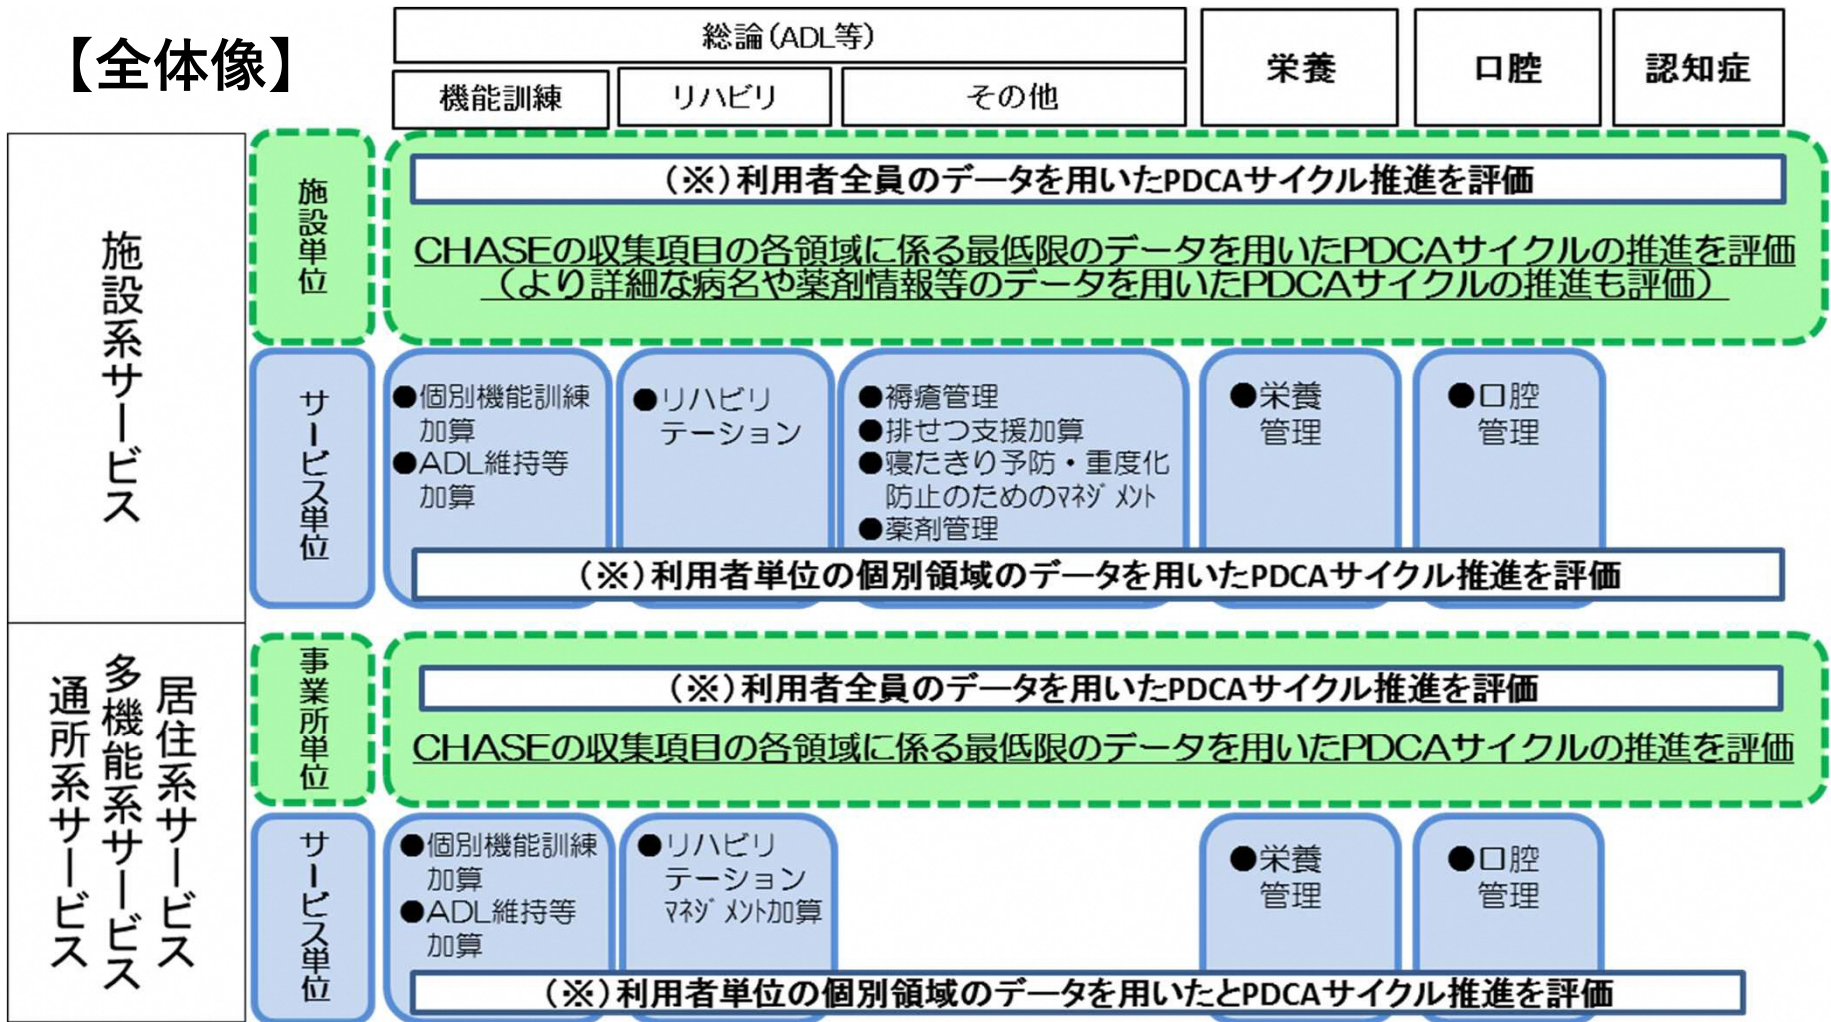 【全体像】
総論（ADL等）
機能訓練
リハビリ
その他
栄養
口腔
認知症
施設系サービス
施設単位
（※）利用者全員のデータを用いたPDCAサイクル推進を評価
CHASEの収集項目の各領域に係る最低限のデータを用いたPDCAサイクルの推進を評価
（より詳細な病名や薬剤情報等のデータを用いたPDCAサイクルの推進も評価）
サービス単位
●個別機能訓練
加算
●ADL維持等
加算
●リハビリ
テーション
●褥瘡管理
●排せつ支援加算
●寝たきり予防・重度化
防止のためのﾏﾈｼﾞﾒﾝﾄ
●薬剤管理
●栄養
管理
●口腔
管理
（※）利用者単位の個別領域のデータを用いたPDCAサイクル推進を評価
居住系サービス
多機能系サービス
通所系サービス
事業所単位
（※）利用者全員のデータを用いたPDCAサイクル推進を評価
CHASEの収集項目の各領域に係る最低限のデータを用いたPDCAサイクルの推進を評価
サービス単位
●個別機能訓練
加算
●ADL維持等
加算
●リハビリ
テーション
ﾏﾈｼﾞﾒﾝﾄ加算
●栄養
管理
●口腔
管理
（※）利用者単位の個別領域のデータを用いたとPDCAサイクル推進を評価